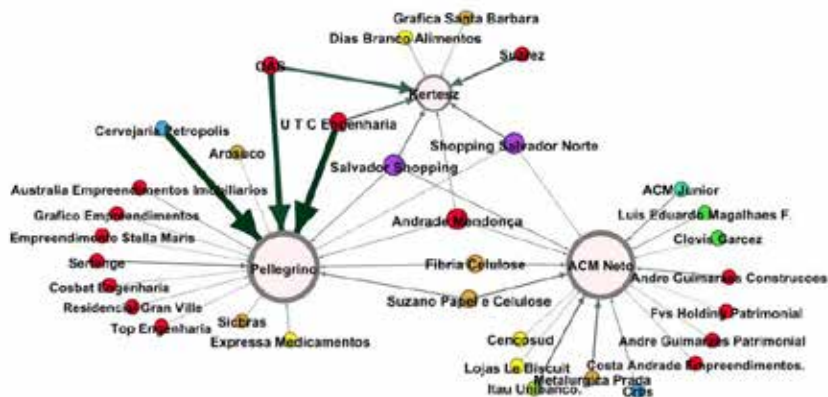 Grafica Santa Barbara
Dias Branco Alimentos
OAS
Suarez
Kertesz
Cervejaria Petropolis
U T C Engenharia
Arosuco
Shopping Salvador Norte
Salvador Shopping
Australia Empreendimentos Imobiliarios
ACM Junior
Grafico Empreendimentos
Andrade Mendonça
Luis Eduardo Magalhaes F.
Empreendimento Stella Maris
Clovis Garcez
Sertenge
Pellegrino
Fibria Celulose
ACM Neto
Andre Guimaraes Construcoes
Cosbat Engenharia
Suzano Papel e Celulose
Residencial Gran Ville
Fvs Holding Patrimonial
Sicbras
Top Engenharia
Expressa Medicamentos
Cencosud
Andre Guimaraes Patrimonial
Lojas Le Biscuit
Costa Andrade Empreendimentos.
Metalurgica Prada
Itau Unibanco.